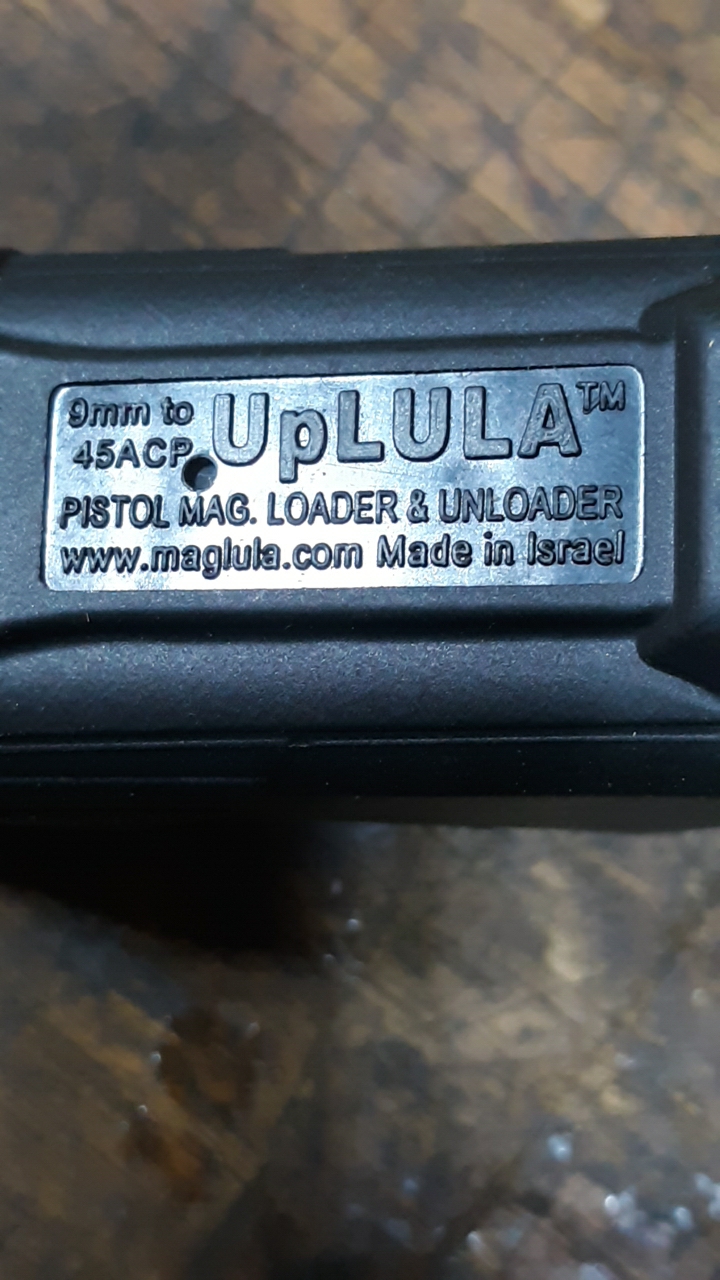 9mm to
45ACP
UpLULA™
PISTOL MAG. LOADER & UNLOADER
www.maglula.com Made in Israel